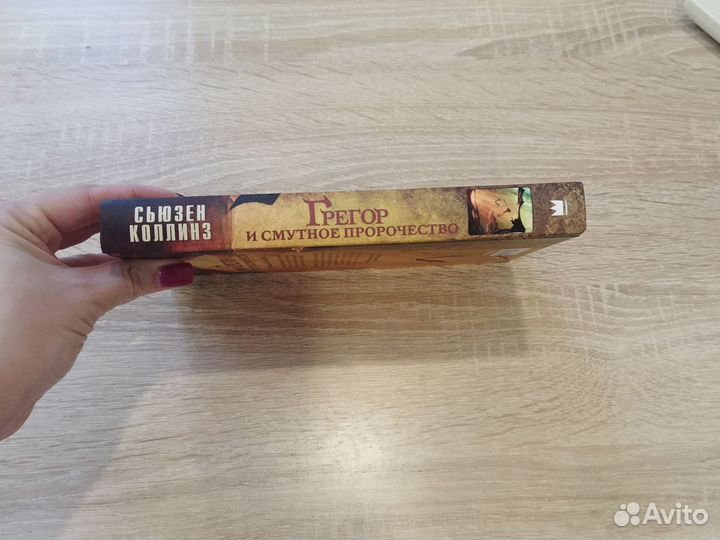 СЬЮЗЕН
КОЛЛИНЗ
ГРЕГОР
И СМУТНОЕ ПРОРОЧЕСТВО
Avito